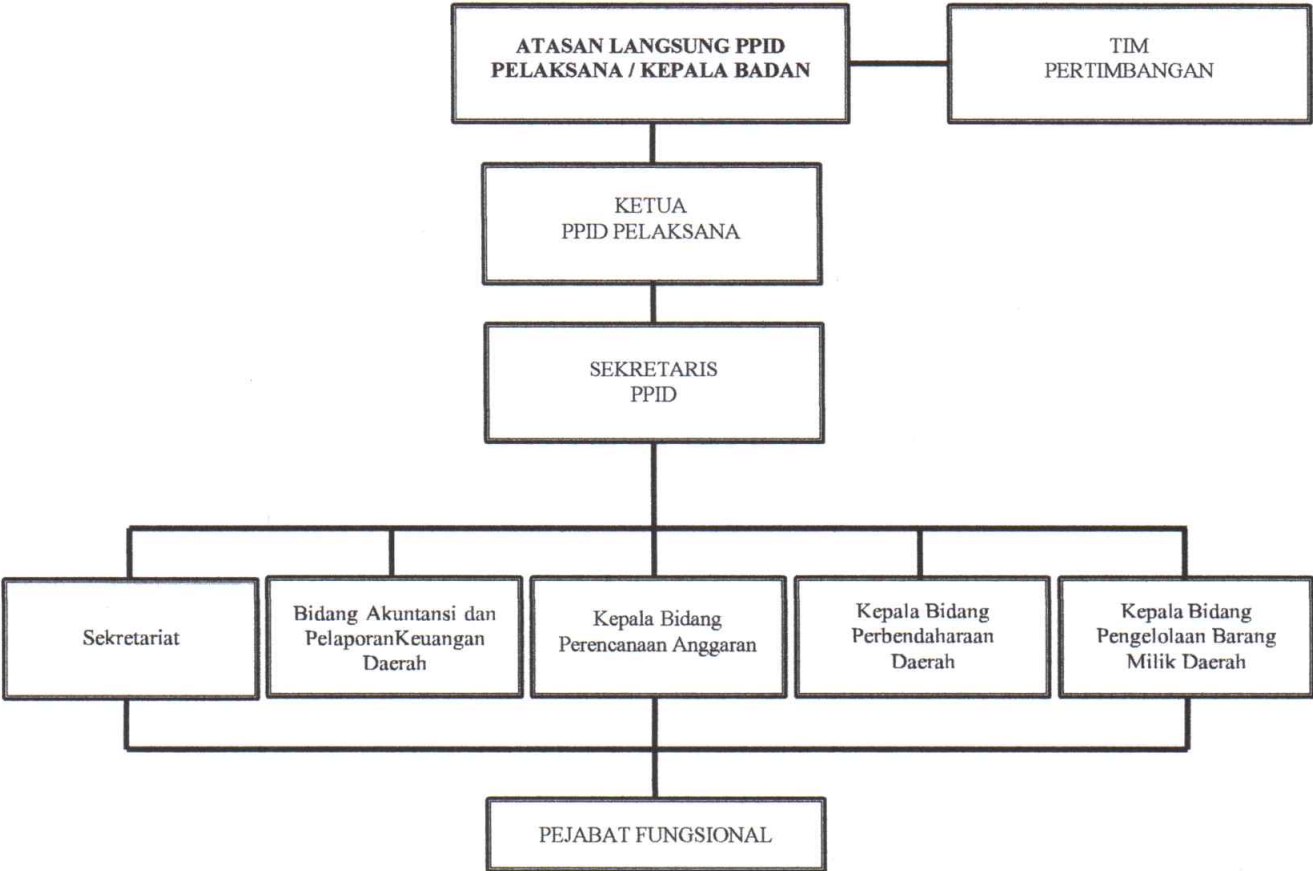 ATASAN LANGSUNG PPID
PELAKSANA / KEPALA BADAN
TIM
PERTIMBANGAN
KETUA
PPID PELAKSANA
SEKRETARIS
PPID
Sekretariat
Bidang Akuntansi dan
PelaporanKeuangan
Daerah
Kepala Bidang
Perencanaan Anggaran
Kepala Bidang
Perbendaharaan
Daerah
Kepala Bidang
Pengelolaan Barang
Milik Daerah
PEJABAT FUNGSIONAL